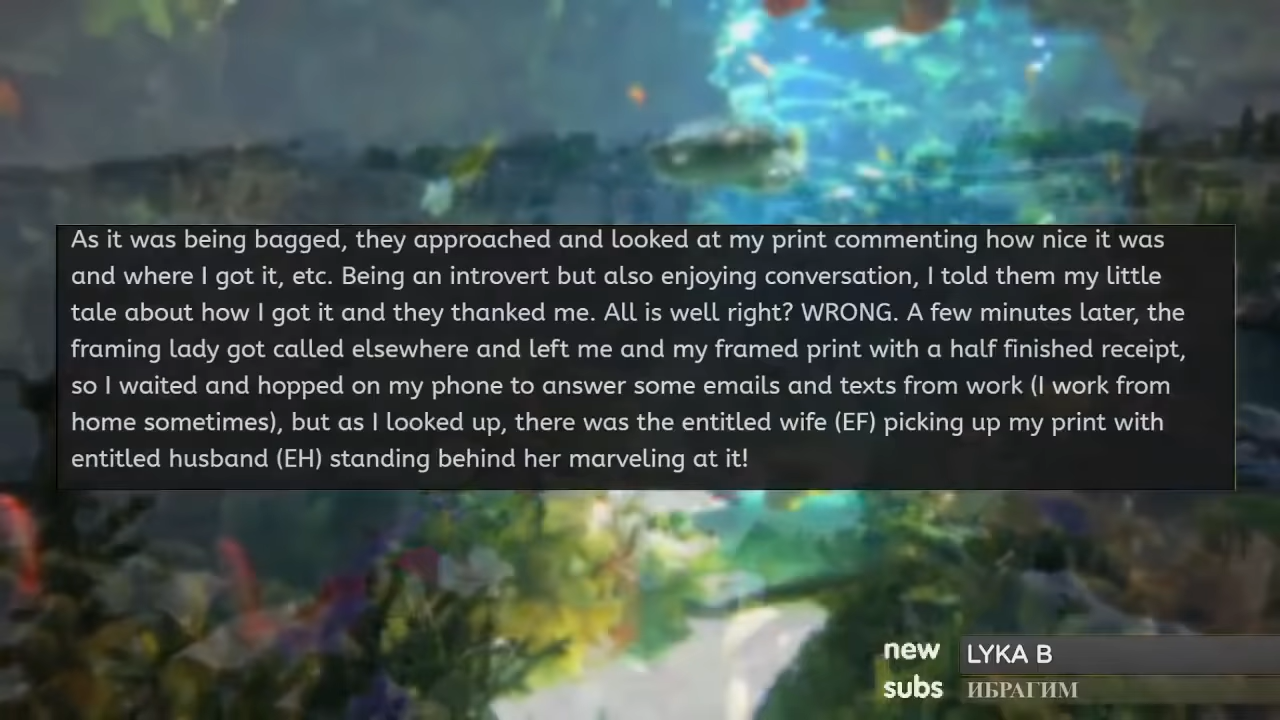 As it was being bagged, they approached and looked at my print commenting how nice it was
and where I got it, etc. Being an introvert but also enjoying conversation, I told them my little
tale about how I got it and they thanked me. All is well right? WRONG. A few minutes later, the
framing lady got called elsewhere and left me and my framed print with a half finished receipt,
so I waited and hopped on my phone to answer some emails and texts from work (I work from
home sometimes), but as I looked up, there was the entitled wife (EF) picking up my print with
entitled husband (EH) standing behind her marveling at it!
new
LYKA B
subs
ИБРАГИМ